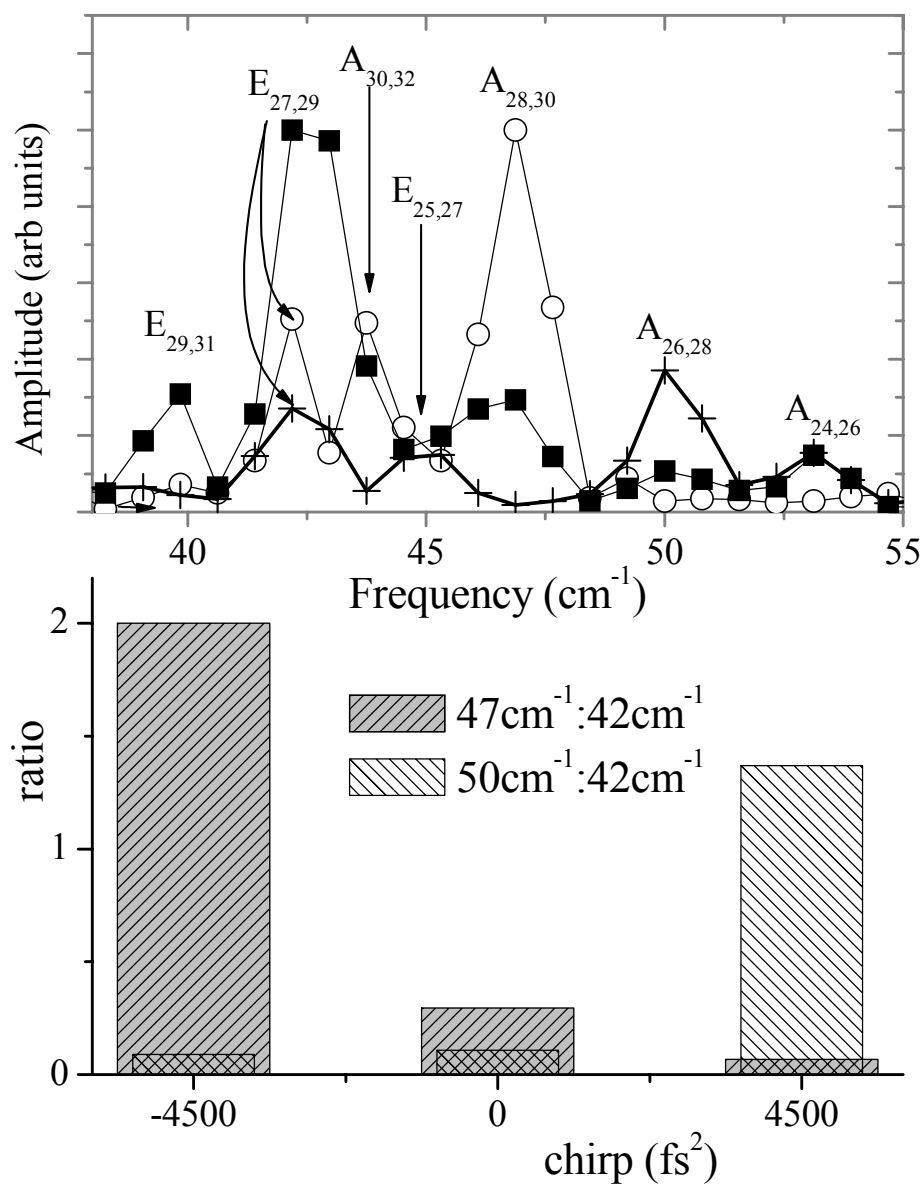 Amplitude (arb units)
E27,29
A30,32
A28,30
E25,27
E29,31
A26,28
A24,26
40 45 50 55
Frequency (cm-1)
ratio
2
1
0
47cm-1:42cm-1
50cm-1:42cm-1
-4500 0 4500
chirp (fs2)